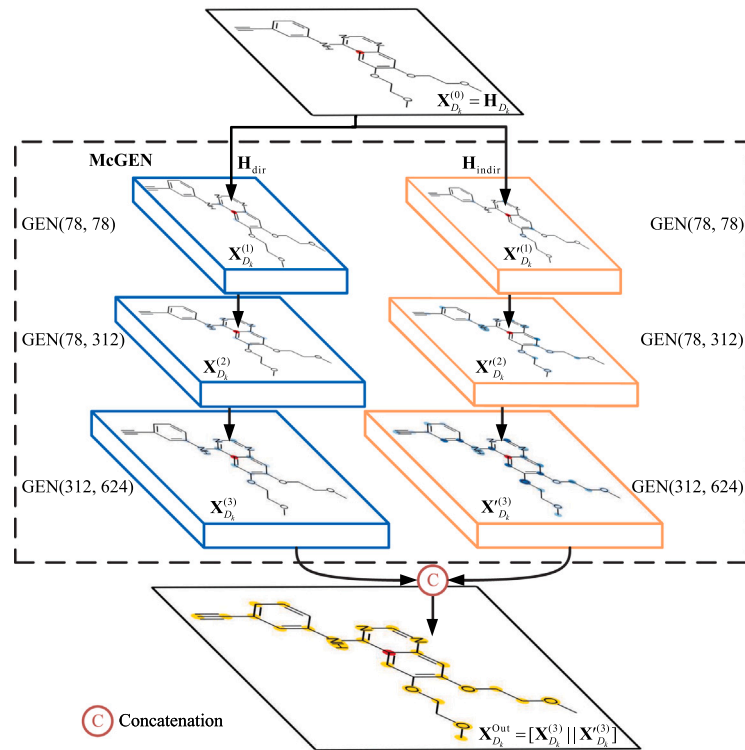 X_{D_k}^{(0)} = H_{D_k}
McGEN
H_dir
H_indir
GEN(78, 78)
X_{D_k}^{(1)}
X'_{D_k}^{(1)}
GEN(78, 78)
GEN(78, 312)
X_{D_k}^{(2)}
X'_{D_k}^{(2)}
GEN(78, 312)
GEN(312, 624)
X_{D_k}^{(3)}
X'_{D_k}^{(3)}
GEN(312, 624)
C
C Concatenation
X_{D_k}^{Out} = [X_{D_k}^{(3)} || X'_{D_k}^{(3)}]